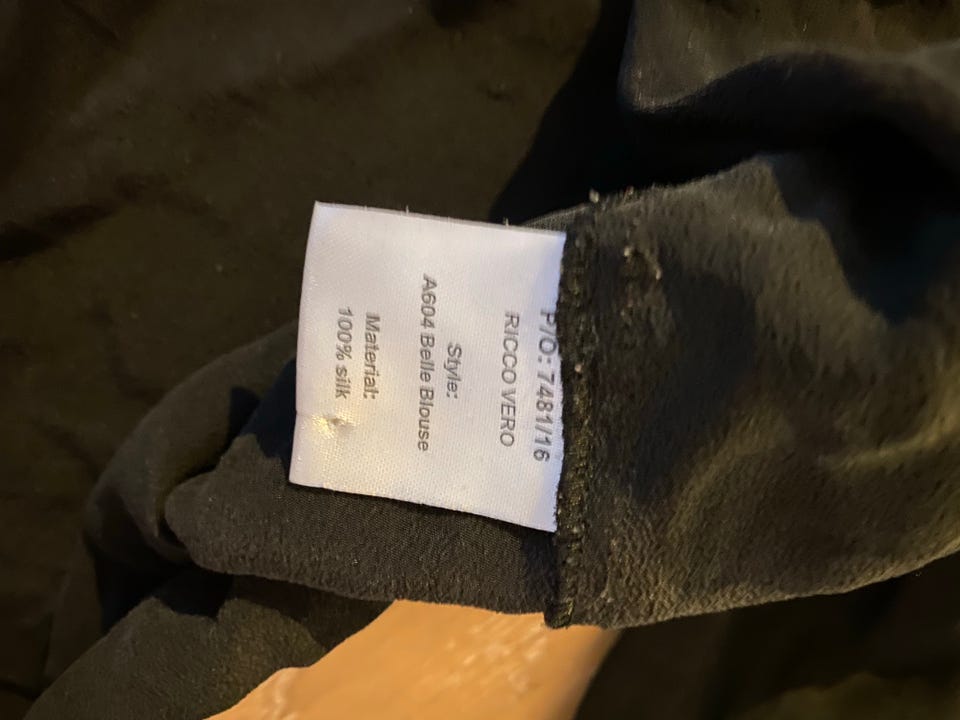 P/O: 7481/16
RICCO VERO
Style:
A604 Belle Blouse
Material:
100% silk